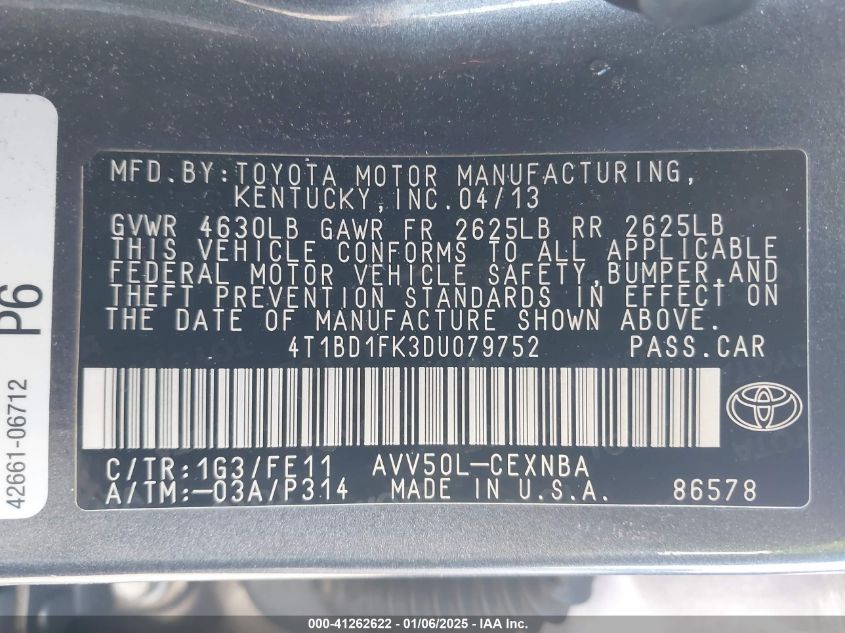 MFD.BY:TOYOTA MOTOR MANUFACTURING,
KENTUCKY,INC.04/13
GVWR 4630LB GAWR FR 2625LB RR 2625LB
THIS VEHICLE CONFORMS TO ALL APPLICABLE
FEDERAL MOTOR VEHICLE SAFETY,BUMPER,AND
THEFT PREVENTION STANDARDS IN EFFECT ON
THE DATE OF MANUFACTURE SHOWN ABOVE.
4T1BD1FK3DU079752 PASS.CAR
C/TR:1G3/FE11 AVV50L-CEXNBA
A/TM:-03A/P314 MADE IN U.S.A. 86578
P6
42661-06712
000-41262622 - 01/06/2025 - IAA Inc.